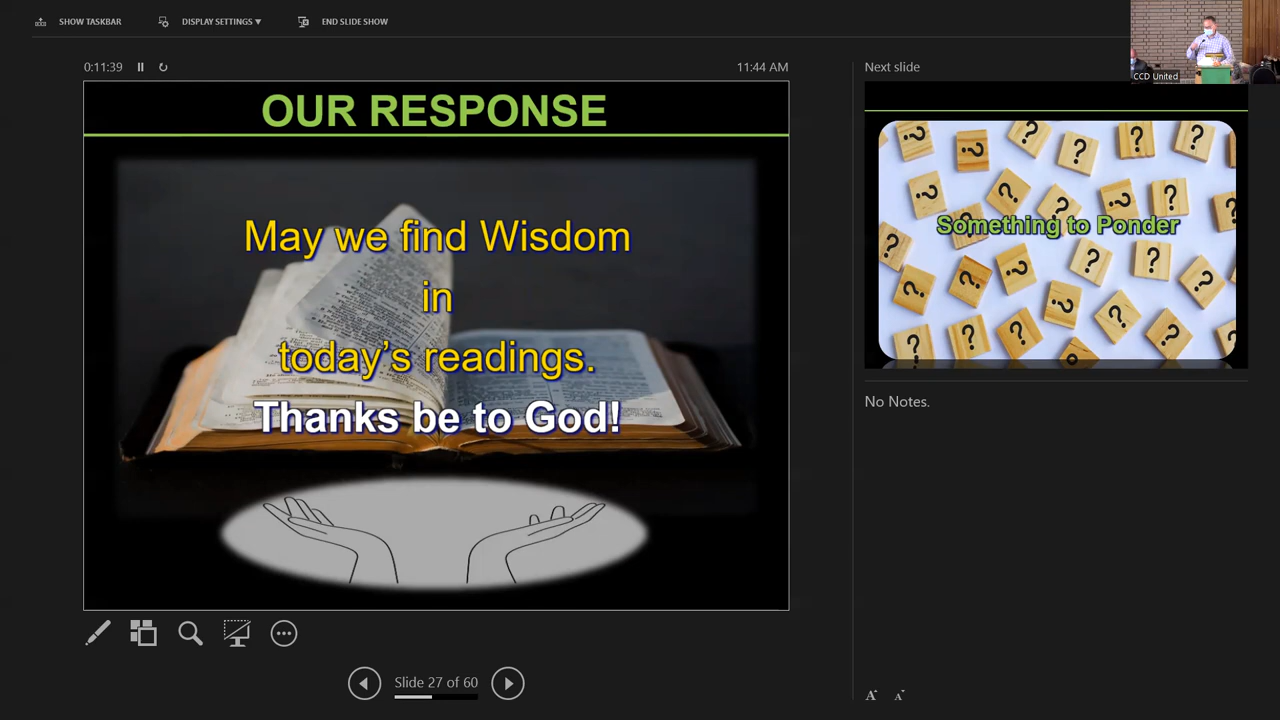 SHOW TASKBAR
DISPLAY SETTINGS ▼
END SLIDE SHOW
0:11:39
11:44 AM
OUR RESPONSE
May we find Wisdom
in
today’s readings.
Thanks be to God!
Slide 27 of 60
CCD United
Next slide
Something to Ponder
No Notes.